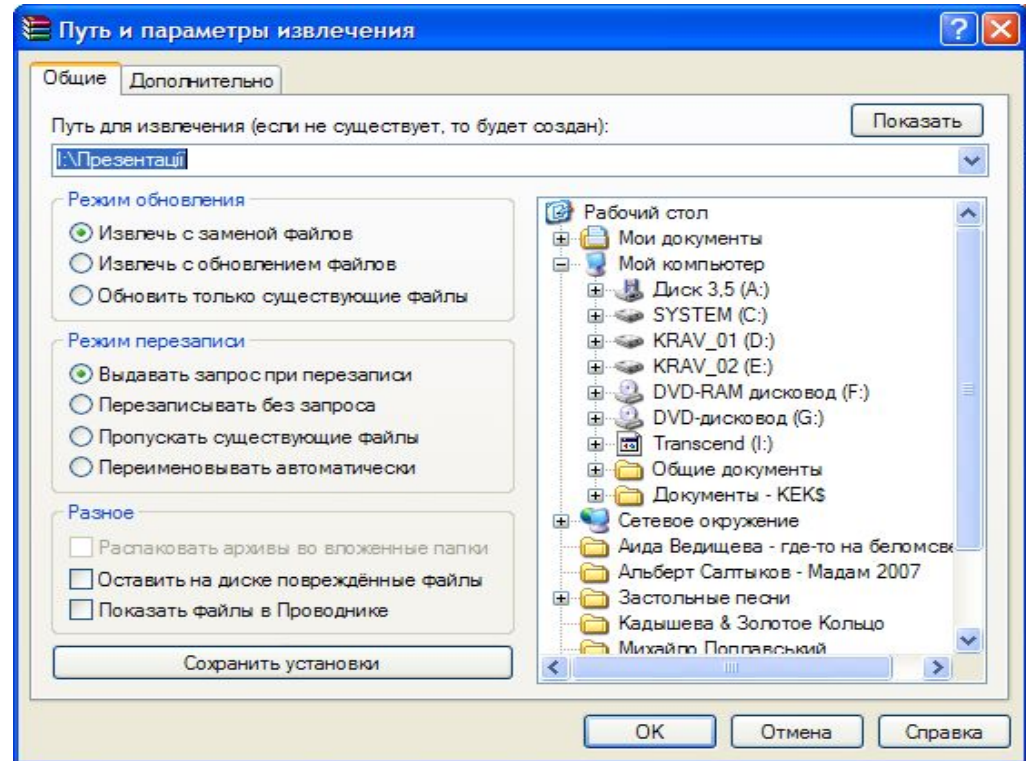 Путь и параметры извлечения
Общие
Дополнительно
Путь для извлечения (если не существует, то будет создан):
Показать
I:\Презентації
Режим обновления
Извлечь с заменой файлов
Извлечь с обновлением файлов
Обновить только существующие файлы
Режим перезаписи
Выдавать запрос при перезаписи
Перезаписывать без запроса
Пропускать существующие файлы
Переименовывать автоматически
Разное
Распаковать архивы во вложенные папки
Оставить на диске повреждённые файлы
Показать файлы в Проводнике
Сохранить установки
Рабочий стол
Мои документы
Мой компьютер
Диск 3,5 (A:)
SYSTEM (C:)
KRAV_01 (D:)
KRAV_02 (E:)
DVD-RAM дисковод (F:)
DVD-дисковод (G:)
Transcend (I:)
Общие документы
Документы - KEK$
Сетевое окружение
Аида Ведищева - где-то на беломсве
Альберт Салтыков - Мадам 2007
Застольные песни
Кадышева & Золотое Кольцо
Михайло Поплавський
OK
Отмена
Справка